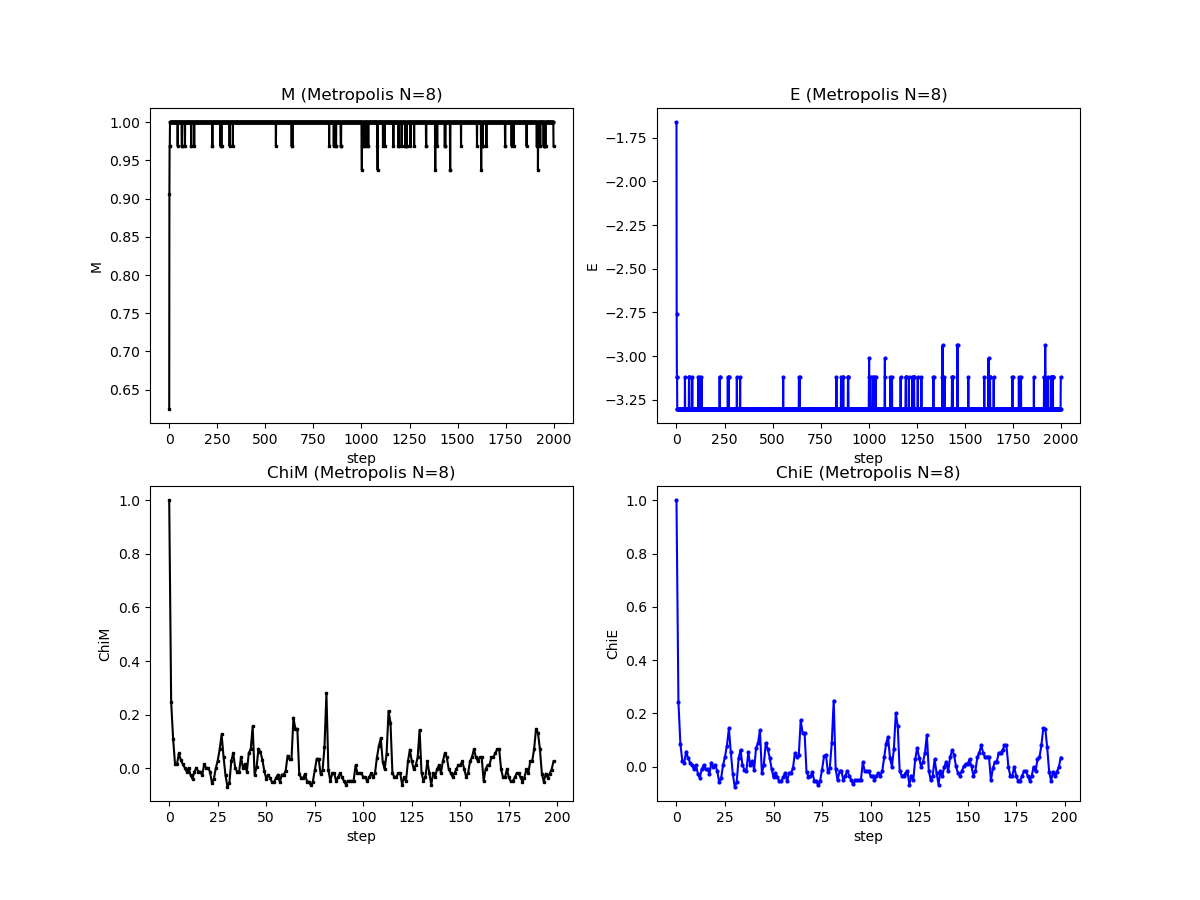 M (Metropolis N=8)
1.00
0.95
0.90
0.85
0.80
0.75
0.70
0.65
M
0 250 500 750 1000 1250 1500 1750 2000
step
E (Metropolis N=8)
−1.75
−2.00
−2.25
−2.50
−2.75
−3.00
−3.25
E
0 250 500 750 1000 1250 1500 1750 2000
step
ChiM (Metropolis N=8)
1.0
0.8
0.6
0.4
0.2
0.0
ChiM
0 25 50 75 100 125 150 175 200
step
ChiE (Metropolis N=8)
1.0
0.8
0.6
0.4
0.2
0.0
ChiE
0 25 50 75 100 125 150 175 200
step